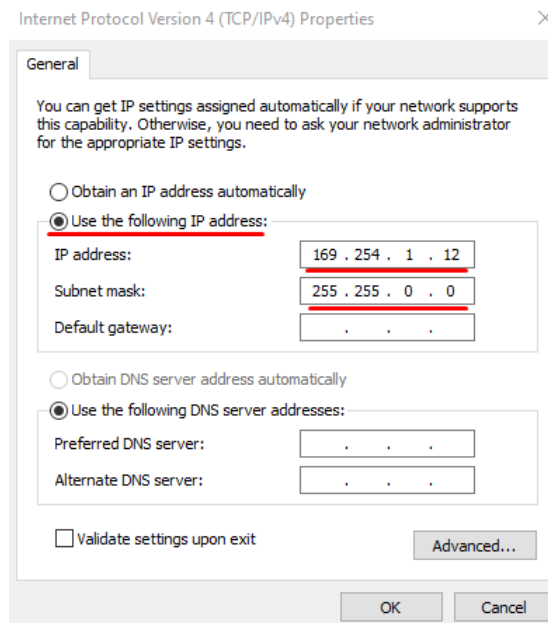 Internet Protocol Version 4 (TCP/IPv4) Properties
General
You can get IP settings assigned automatically if your network supports
this capability. Otherwise, you need to ask your network administrator
for the appropriate IP settings.
Obtain an IP address automatically
Use the following IP address:
IP address: 169 . 254 . 1 . 12
Subnet mask: 255 . 255 . 0 . 0
Default gateway: . . .
Obtain DNS server address automatically
Use the following DNS server addresses:
Preferred DNS server: . . .
Alternate DNS server: . . .
Validate settings upon exit
Advanced...
OK Cancel